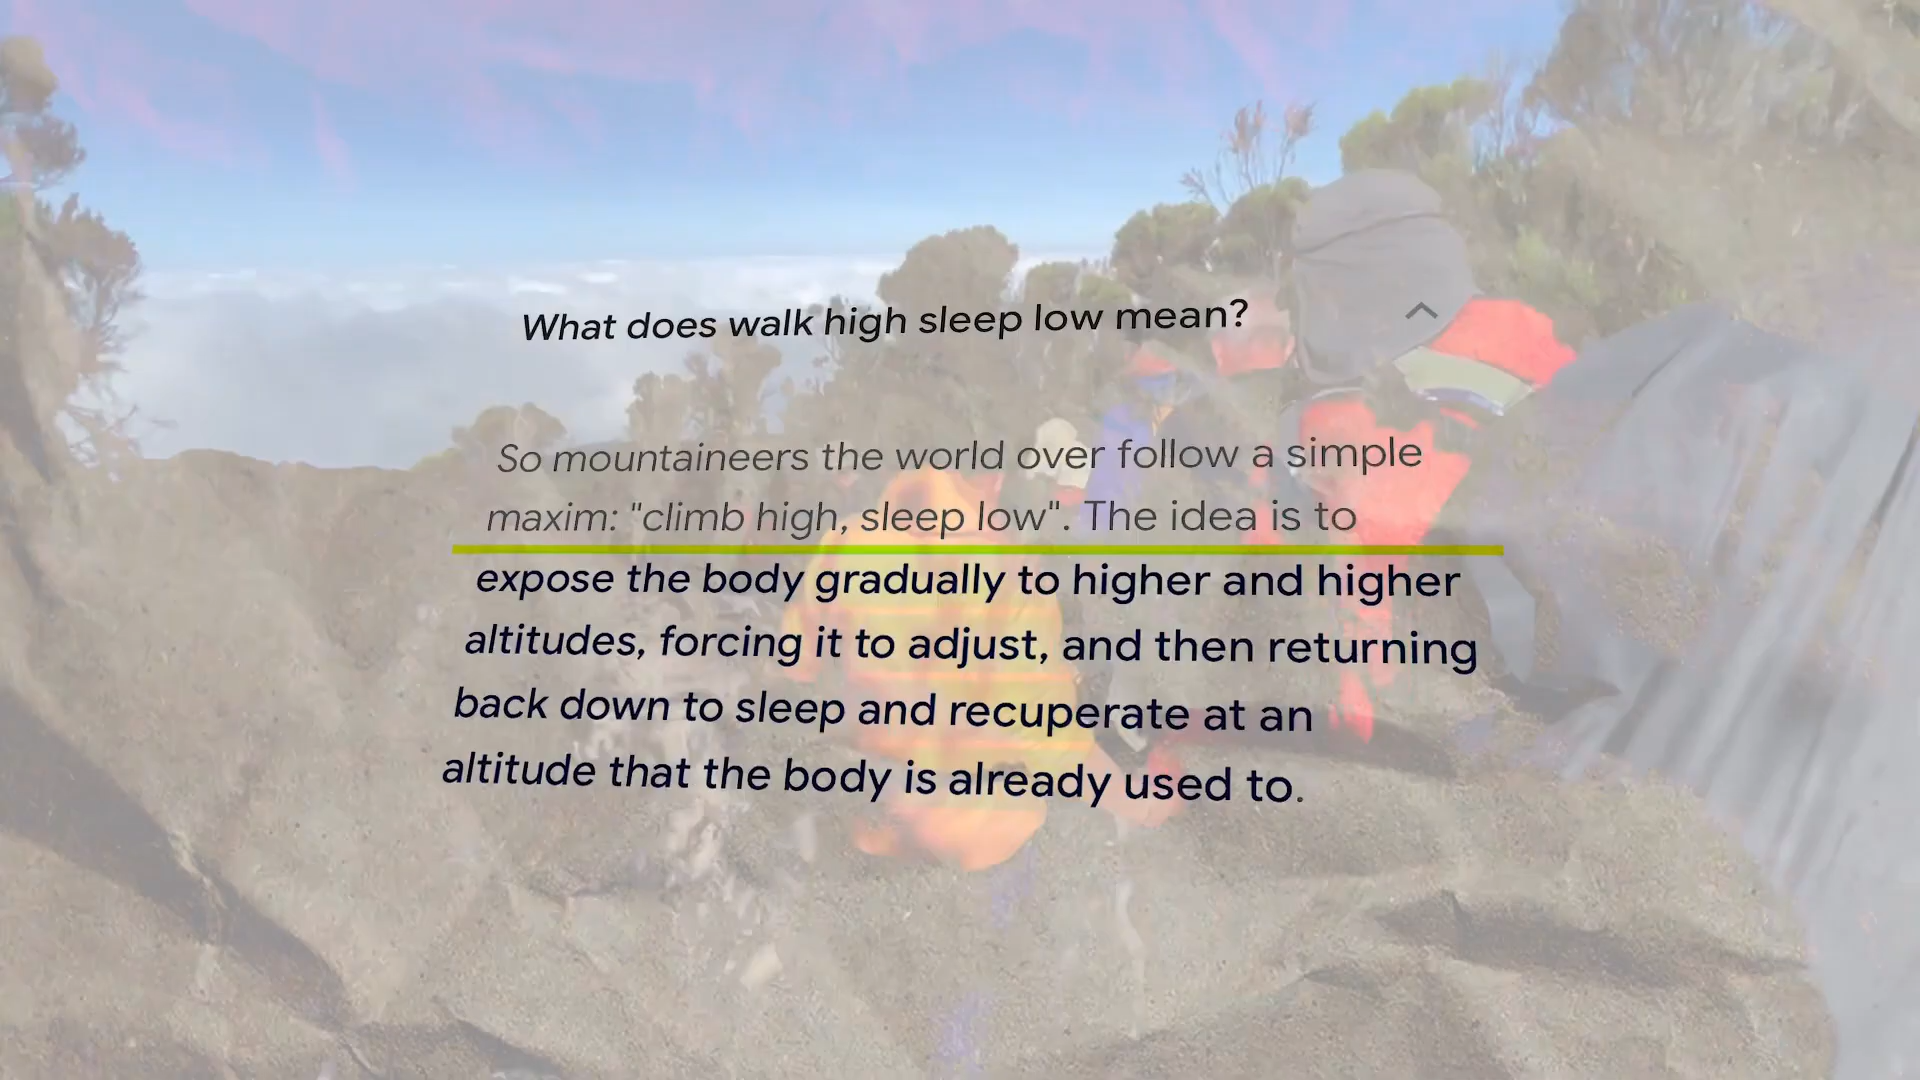 What does walk high sleep low mean?
So mountaineers the world over follow a simple
maxim: "climb high, sleep low". The idea is to
expose the body gradually to higher and higher
altitudes, forcing it to adjust, and then returning
back down to sleep and recuperate at an
altitude that the body is already used to.